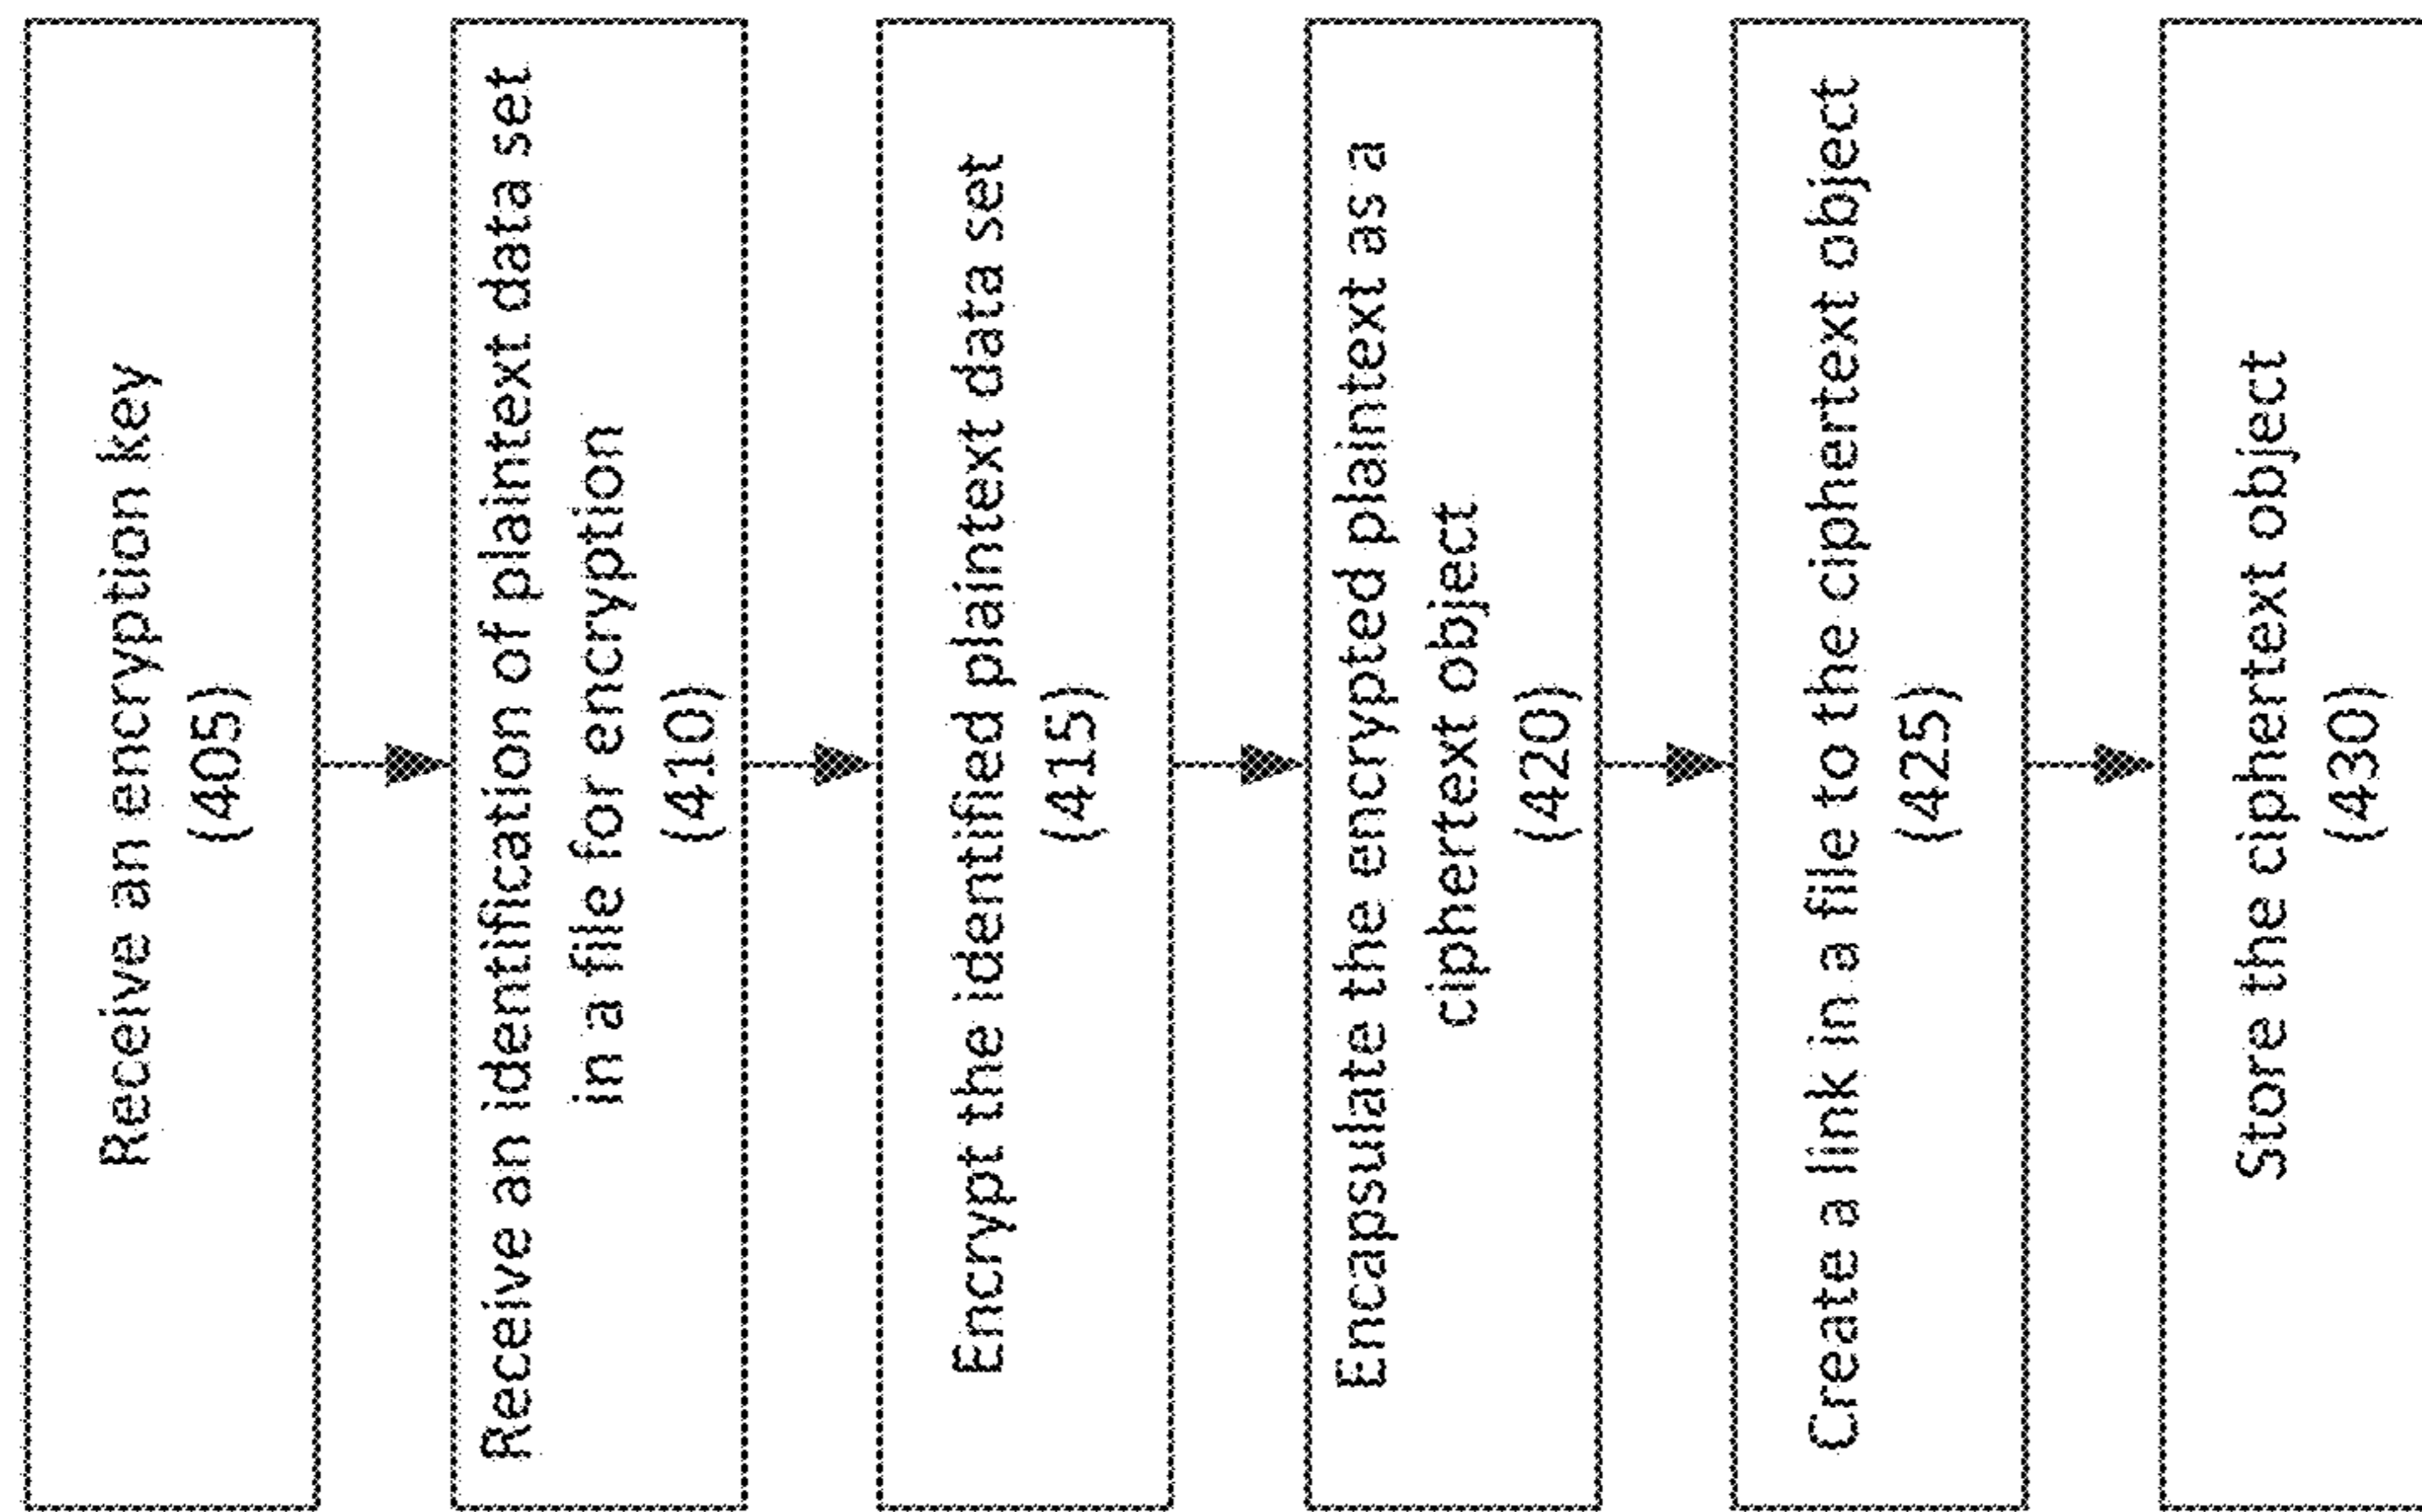 Receive an encryption key
(405)
Receive an identification of plaintext data set
in a file for encryption
(410)
Encrypt the identified plaintext data set
(415)
Encapsulate the encrypted plaintext as a
ciphertext object
(420)
Create a link in a file to the ciphertext object
(425)
Store the ciphertext object
(430)